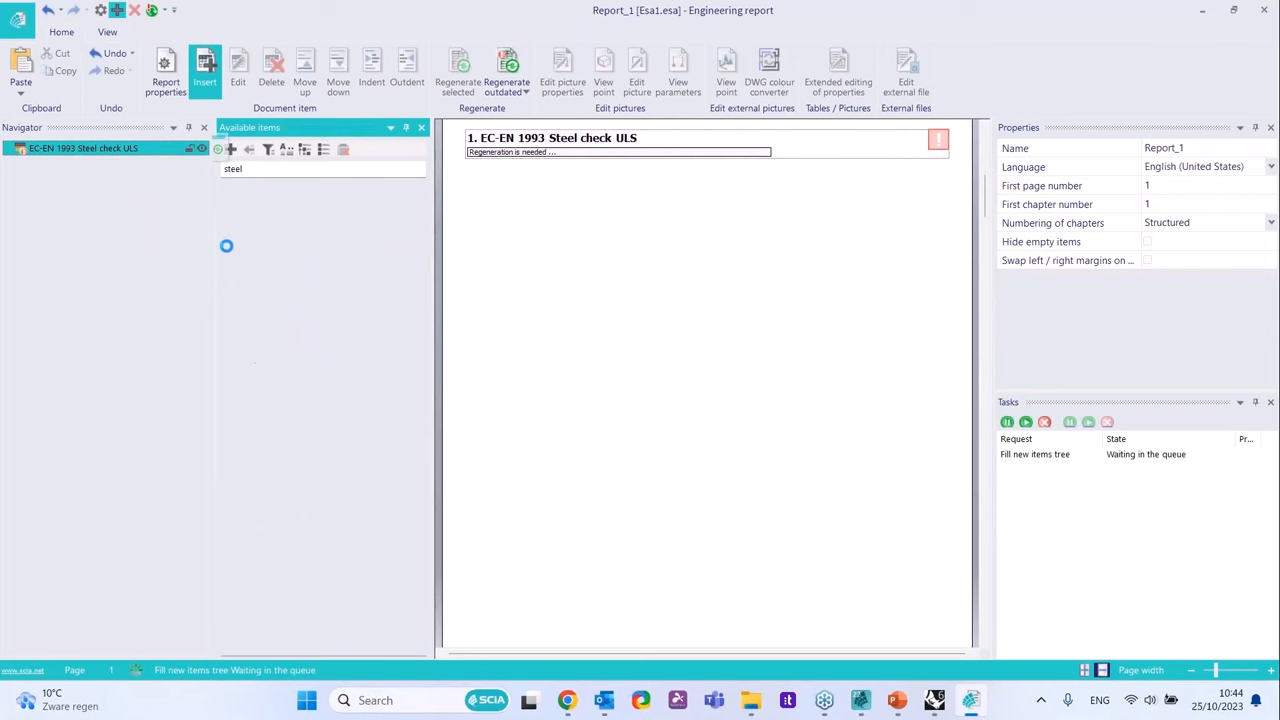 Report_1 [Esa1.esa] - Engineering report
Home View
Paste
Cut
Copy
Clipboard
Undo
Redo
Undo
Report properties
Insert
Edit
Delete
Move up
Move down
Indent
Outdent
Document item
Regenerate selected
Regenerate outdated
Regenerate
Edit picture properties
View point
Edit picture
View parameters
Edit pictures
View point
DWG colour converter
Edit external pictures
Extended editing of properties
Tables / Pictures
Edit external file
External files
Navigator
EC-EN 1993 Steel check ULS
Available items
steel
1. EC-EN 1993 Steel check ULS
Regeneration is needed ...
Properties
Name Report_1
Language English (United States)
First page number 1
First chapter number 1
Numbering of chapters Structured
Hide empty items
Swap left / right margins on ...
Tasks
Request State Pr...
Fill new items tree Waiting in the queue
www.scia.net Page 1 Fill new items tree Waiting in the queue Page width
10°C
Zware regen
Search
SCIA
ENG
10:44
25/10/2023